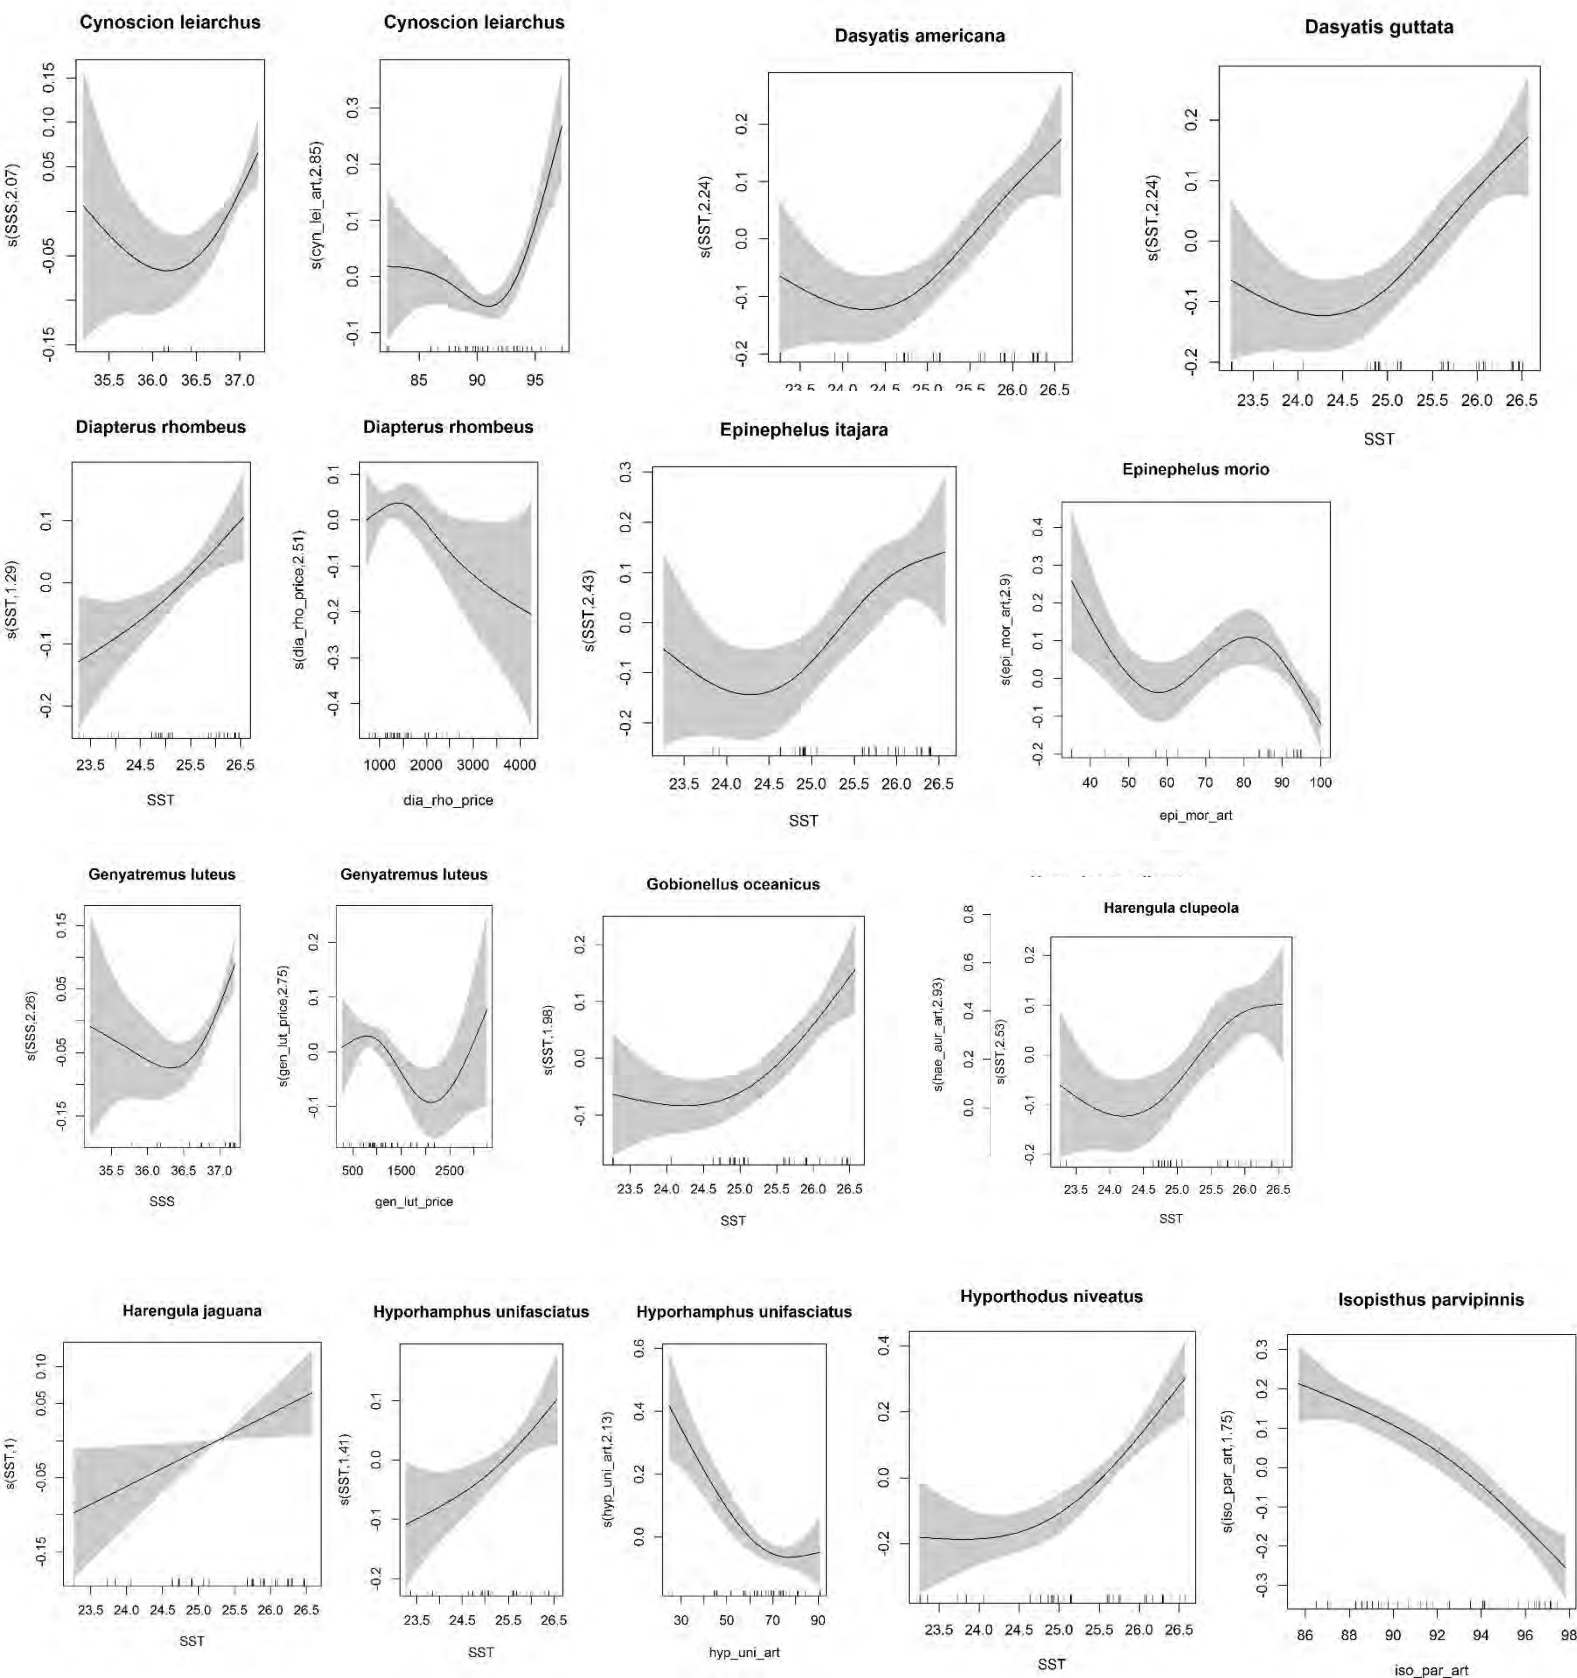 Cynoscion leiarchus
s(SSS,2.07)
0.15
0.10
0.05
-0.05
-0.15
35.5 36.0 36.5 37.0
Cynoscion leiarchus
s(cyn_lei_art,2.85)
0.3
0.2
0.1
0.0
-0.1
85 90 95
Dasyatis americana
s(SST,2.24)
0.2
0.1
0.0
-0.1
-0.2
23.5 24.0 24.5 25.0 25.5 26.0 26.5
Dasyatis guttata
s(SST,2.24)
0.2
0.1
0.0
-0.1
-0.2
23.5 24.0 24.5 25.0 25.5 26.0 26.5
SST
Diapterus rhombeus
s(SST,1.29)
0.1
0.0
-0.1
-0.2
23.5 24.5 25.5 26.5
SST
Diapterus rhombeus
s(dia_rho_price,2.51)
0.1
0.0
-0.1
-0.2
-0.3
-0.4
1000 2000 3000 4000
dia_rho_price
Epinephelus itajara
s(SST,2.43)
0.3
0.2
0.1
0.0
-0.1
-0.2
23.5 24.0 24.5 25.0 25.5 26.0 26.5
SST
Epinephelus morio
s(epi_mor_art,2.9)
0.4
0.3
0.2
0.1
0.0
-0.1
-0.2
40 50 60 70 80 90 100
epi_mor_art
Genyatremus luteus
s(SSS,2.26)
0.15
0.05
-0.05
-0.15
35.5 36.0 36.5 37.0
SSS
Genyatremus luteus
s(gen_lut_price,2.75)
0.2
0.1
0.0
-0.1
500 1500 2500
gen_lut_price
Gobionellus oceanicus
s(SST,1.98)
0.2
0.1
0.0
-0.1
23.5 24.0 24.5 25.0 25.5 26.0 26.5
SST
s(hae_aur_art,2.93)
0.8
0.6
0.4
0.2
0.0
Harengula clupeola
s(SST,2.53)
0.2
0.1
0.0
-0.1
-0.2
23.5 24.0 24.5 25.0 25.5 26.0 26.5
SST
Harengula jaguana
s(SST,1)
0.10
0.05
-0.05
-0.15
23.5 24.0 24.5 25.0 25.5 26.0 26.5
SST
Hyporhamphus unifasciatus
s(SST,1.41)
0.1
0.0
-0.1
-0.2
23.5 24.5 25.5 26.5
SST
Hyporhamphus unifasciatus
s(hyp_uni_art,2.13)
0.6
0.4
0.2
0.0
30 50 70 90
hyp_uni_art
Hyporthodus niveatus
s(SST,2.53)
0.4
0.2
0.0
-0.2
23.5 24.0 24.5 25.0 25.5 26.0 26.5
SST
Isopisthus parvipinnis
s(iso_par_art,1.75)
0.3
0.2
0.1
0.0
-0.1
-0.2
-0.3
86 88 90 92 94 96 98
iso_par_art